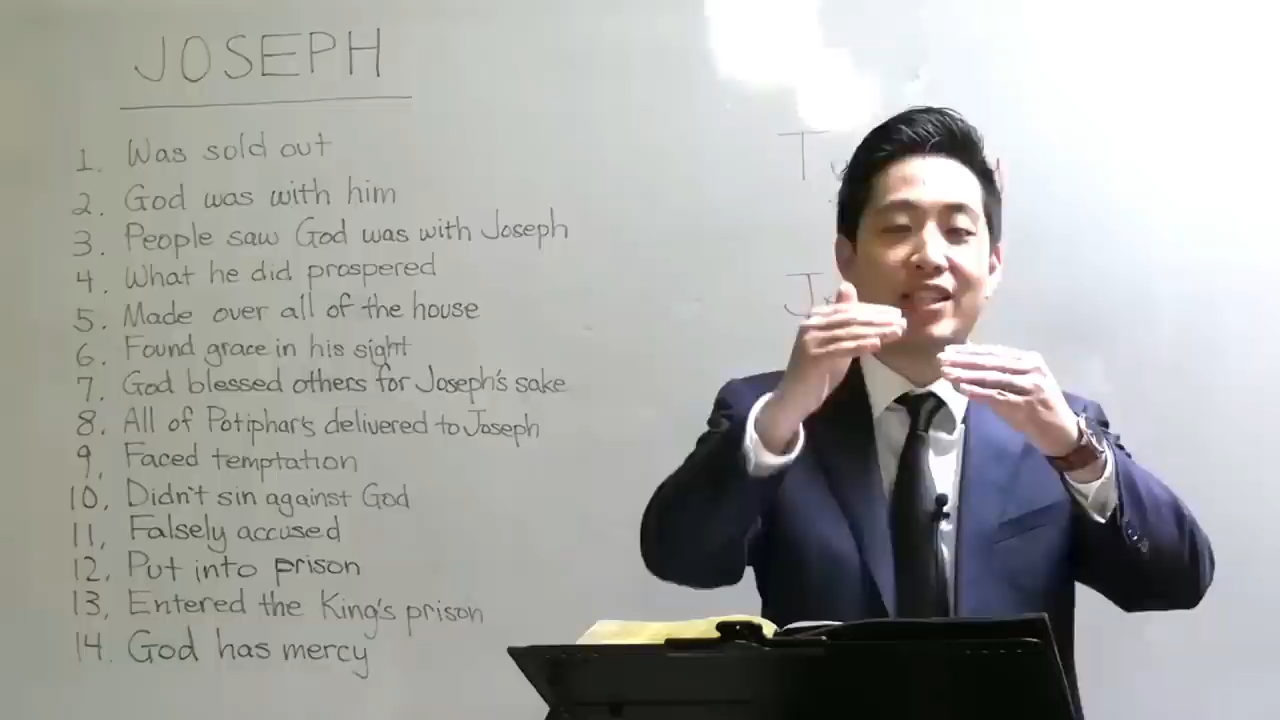 JOSEPH
1. Was sold out
2. God was with him
3. People saw God was with Joseph
4. What he did prospered
5. Made over all of the house
6. Found grace in his sight
7. God blessed others for Joseph's sake
8. All of Potiphar's delivered to Joseph
9. Faced temptation
10. Didn't sin against God
11. Falsely accused
12. Put into prison
13. Entered the King's prison
14. God has mercy